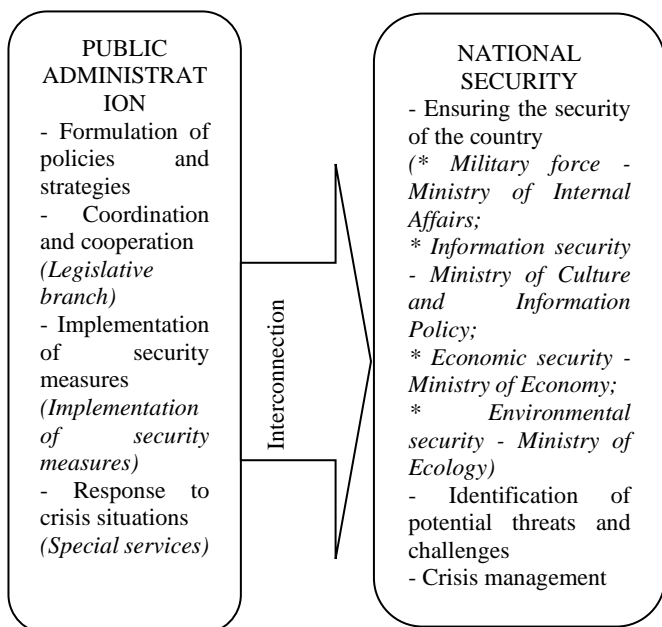 PUBLIC
ADMINISTRAT
ION
- Formulation of
policies and
strategies
- Coordination
and cooperation
(Legislative
branch)
- Implementation
of security
measures
(Implementation
of security
measures)
- Response to
crisis situations
(Special services)
Interconnection
NATIONAL
SECURITY
- Ensuring the security
of the country
(* Military force -
Ministry of Internal
Affairs;
* Information security
- Ministry of Culture
and Information
Policy;
* Economic security -
Ministry of Economy;
* Environmental
security - Ministry of
Ecology)
- Identification of
potential threats and
challenges
- Crisis management